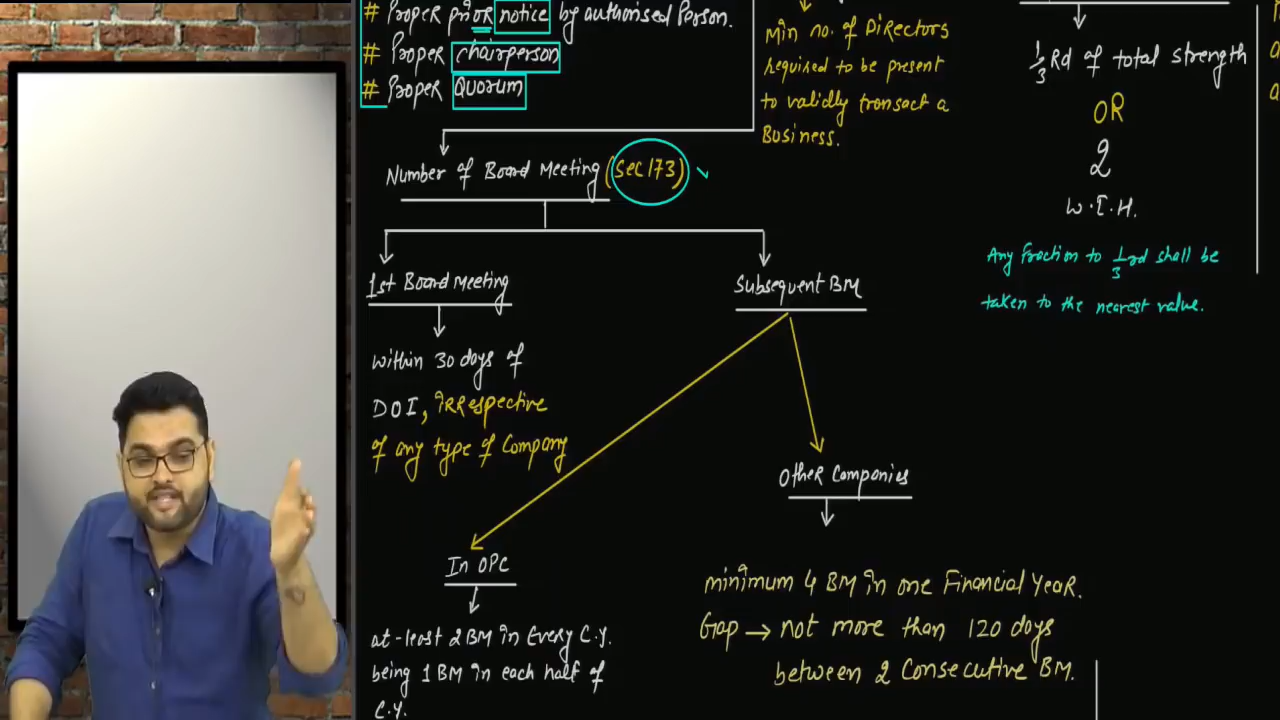 # Proper prior notice by authorised Person.
# Proper chairperson
# Proper Quorum
Min no. of Directors
required to be present
to validly transact a
Business.
1/3 Rd of total strength
OR
2
W.I.H.
Any fraction to 1/3rd shall be
taken to the nearest value.
Number of Board Meeting (Sec 173)
1st Board Meeting
within 30 days of
DOI, irrespective
of any type of Company
Subsequent BM
In OPC
at-least 2 BM in Every C.Y.
being 1 BM in each half of
C.Y.
Other Companies
minimum 4 BM in one Financial Year.
Gap → not more than 120 days
between 2 Consecutive BM.